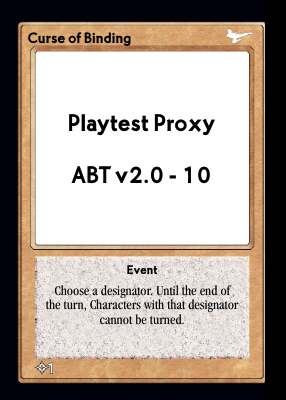 Curse of Binding
Playtest Proxy
ABT v2.0 - 10
Event
Choose a designator. Until the end of
the turn, Characters with that designator
cannot be turned.
1